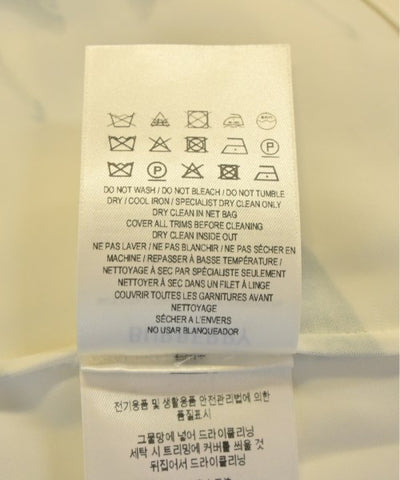 DO NOT WASH / DO NOT BLEACH / DO NOT TUMBLE
DRY / COOL IRON / SPECIALIST DRY CLEAN ONLY
DRY CLEAN IN NET BAG
COVER ALL TRIMS BEFORE CLEANING
DRY CLEAN INSIDE OUT
NE PAS LAVER / NE PAS BLANCHIR / NE PAS SÉCHER EN
MACHINE / REPASSER À BASSE TEMPÉRATURE /
NETTOYAGE À SEC PAR SPÉCIALISTE SEULEMENT
NETTOYER À SEC DANS UN FILET À LINGE
COUVRIR TOUTES LES GARNITURES AVANT
NETTOYAGE
SÉCHER A L'ENVERS
NO USAR BLANQUEADOR
BURBERRY
전기용품 및 생활용품 안전관리법에 의한
품질표시
그물망에 넣어 드라이클리닝
세탁 시 트리밍에 커버를 씌울 것
뒤집어서 드라이클리닝